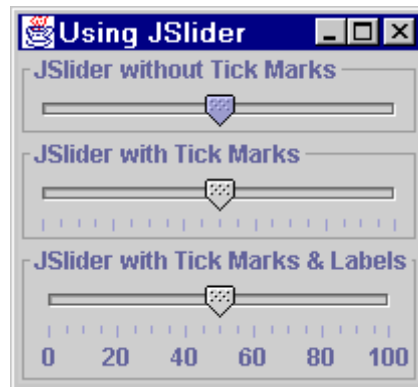 Using JSlider
JSlider without Tick Marks
JSlider with Tick Marks
JSlider with Tick Marks & Labels
0 20 40 60 80 100